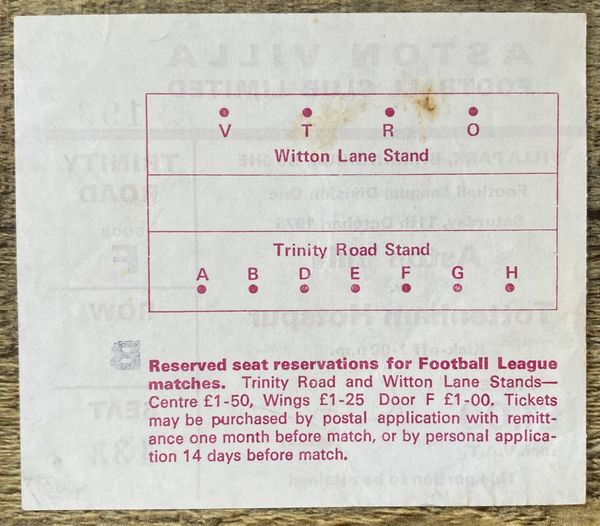 V T R O
Witton Lane Stand
Trinity Road Stand
A B D E F G H
Reserved seat reservations for Football League
matches. Trinity Road and Witton Lane Stands—
Centre £1-50, Wings £1-25 Door F £1-00. Tickets
may be purchased by postal application with remitt-
ance one month before match, or by personal applica-
tion 14 days before match.